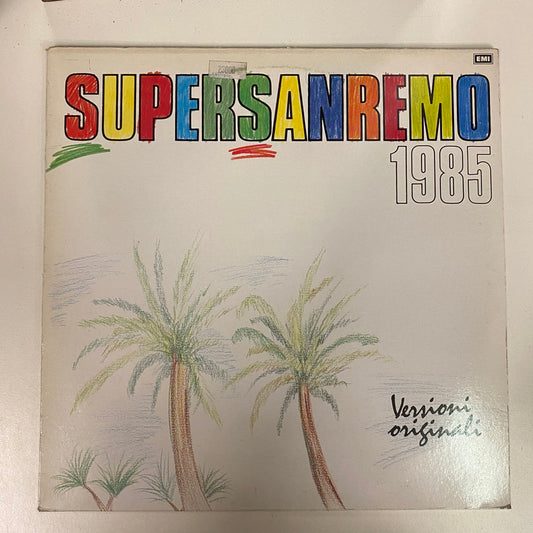 EMI
SUPERSANREMO
1985
Versioni
originali